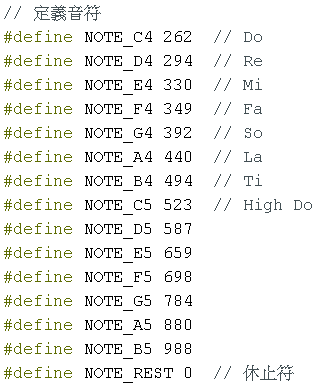 // 定義音符
#define NOTE_C4 262  // Do
#define NOTE_D4 294  // Re
#define NOTE_E4 330  // Mi
#define NOTE_F4 349  // Fa
#define NOTE_G4 392  // So
#define NOTE_A4 440  // La
#define NOTE_B4 494  // Ti
#define NOTE_C5 523  // High Do
#define NOTE_D5 587
#define NOTE_E5 659
#define NOTE_F5 698
#define NOTE_G5 784
#define NOTE_A5 880
#define NOTE_B5 988
#define NOTE_REST 0  // 休止符